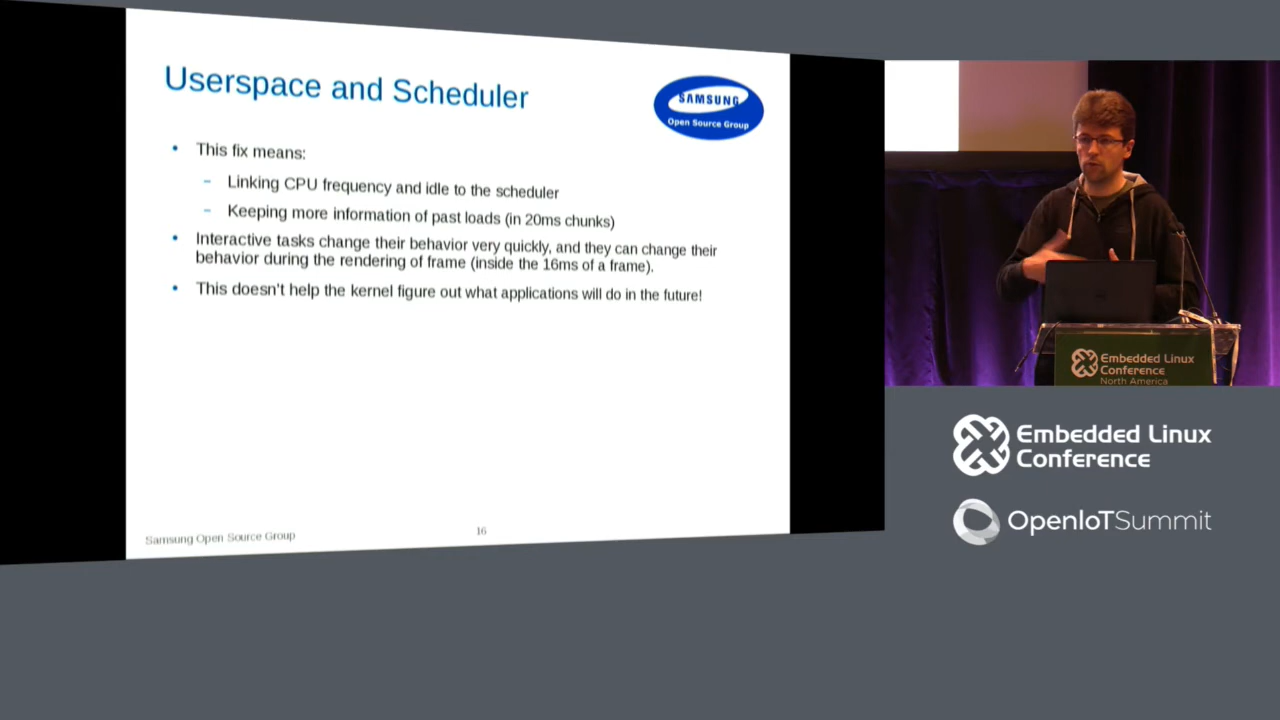 Userspace and Scheduler
SAMSUNG
Open Source Group
• This fix means:
– Linking CPU frequency and idle to the scheduler
– Keeping more information of past loads (in 20ms chunks)
• Interactive tasks change their behavior very quickly, and they can change their
behavior during the rendering of frame (inside the 16ms of a frame).
• This doesn't help the kernel figure out what applications will do in the future!
Samsung Open Source Group
16
Embedded Linux
Conference
North America
Embedded Linux
Conference
OpenIoTSummit